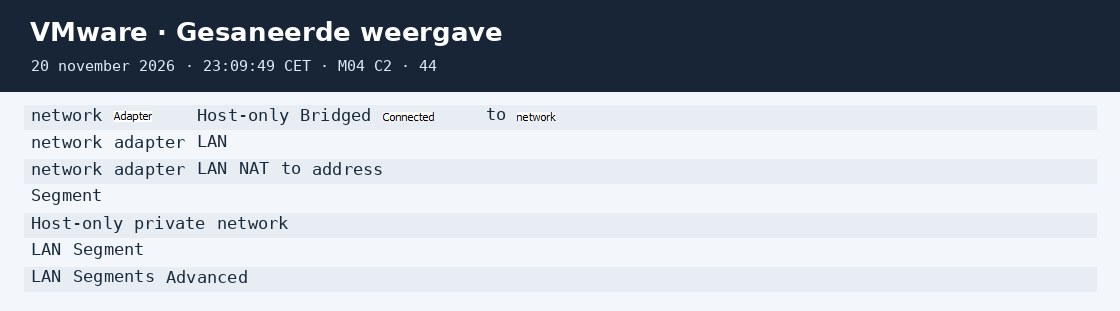 VMware · Gesaneerde weergave
20 november 2026 · 23:09:49 CET · M04 C2 · 44
network Adapter Host-only Bridged Connected to network
network adapter LAN
network adapter LAN NAT to address
Segment
Host-only private network
LAN Segment
LAN Segments Advanced